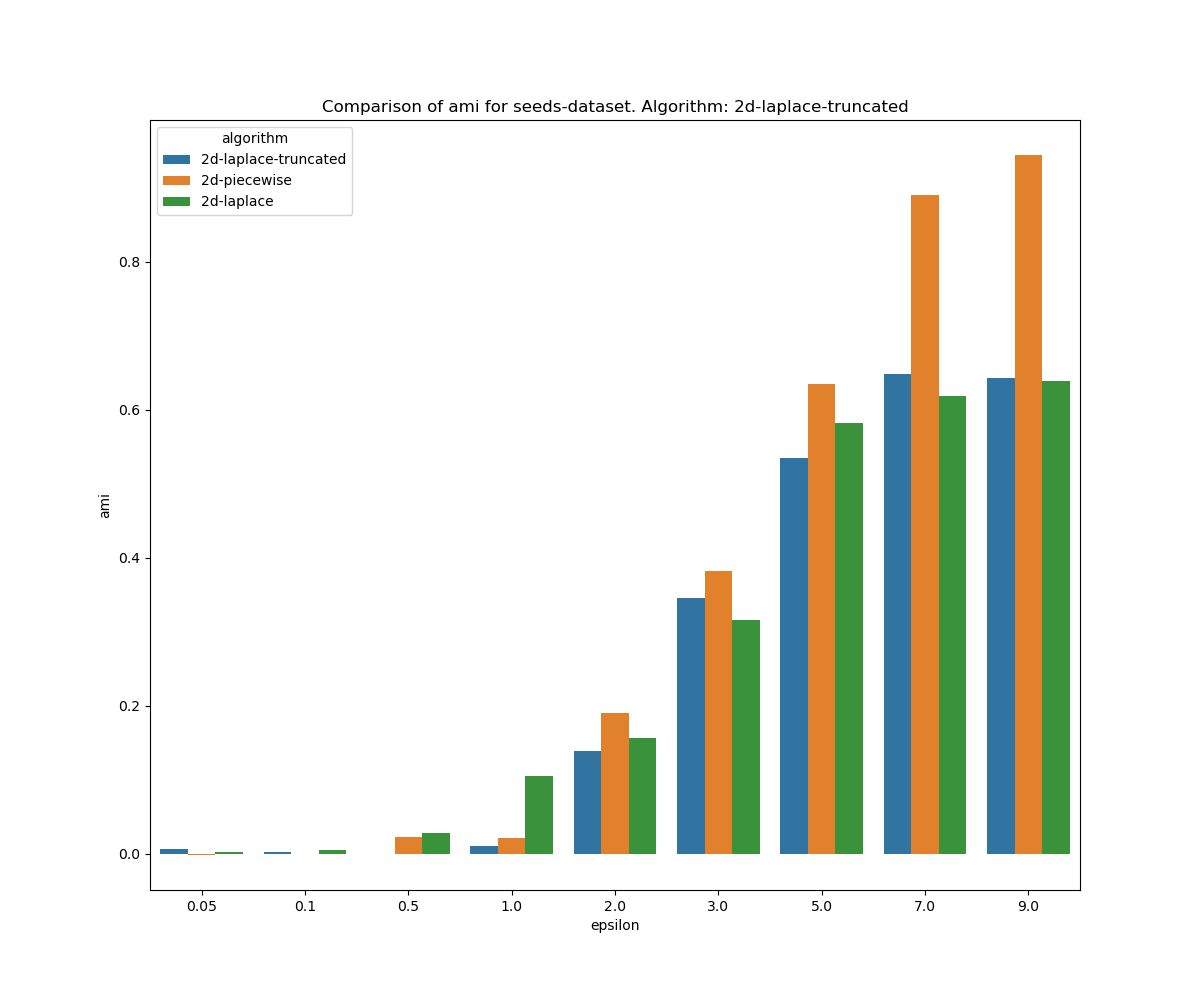 Comparison of ami for seeds-dataset. Algorithm: 2d-laplace-truncated
algorithm
2d-laplace-truncated
2d-piecewise
2d-laplace
0.8
0.6
0.4
0.2
0.0
ami
0.05 0.1 0.5 1.0 2.0 3.0 5.0 7.0 9.0
epsilon